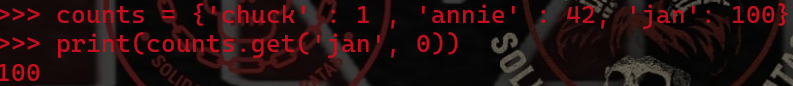 >>> counts = {'chuck' : 1 , 'annie' : 42, 'jan': 100}
>>> print(counts.get('jan', 0))
100